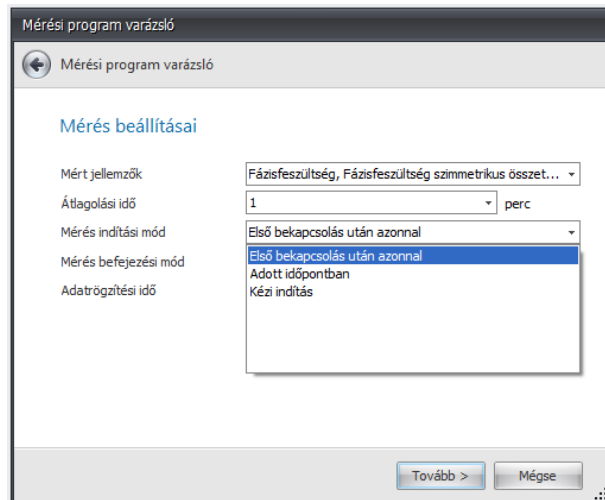 Mérési program varázsló
Mérési program varázsló
Mérés beállításai
Mért jellemzők Fázisfeszültség, Fázisfeszültség szimmetrikus összet...
Átlagolási idő 1 perc
Mérés indítási mód Első bekapcsolás után azonnal
Mérés befejezési mód Első bekapcsolás után azonnal
Adott időpontban
Adatrögzítési idő Kézi indítás
Tovább > Mégse